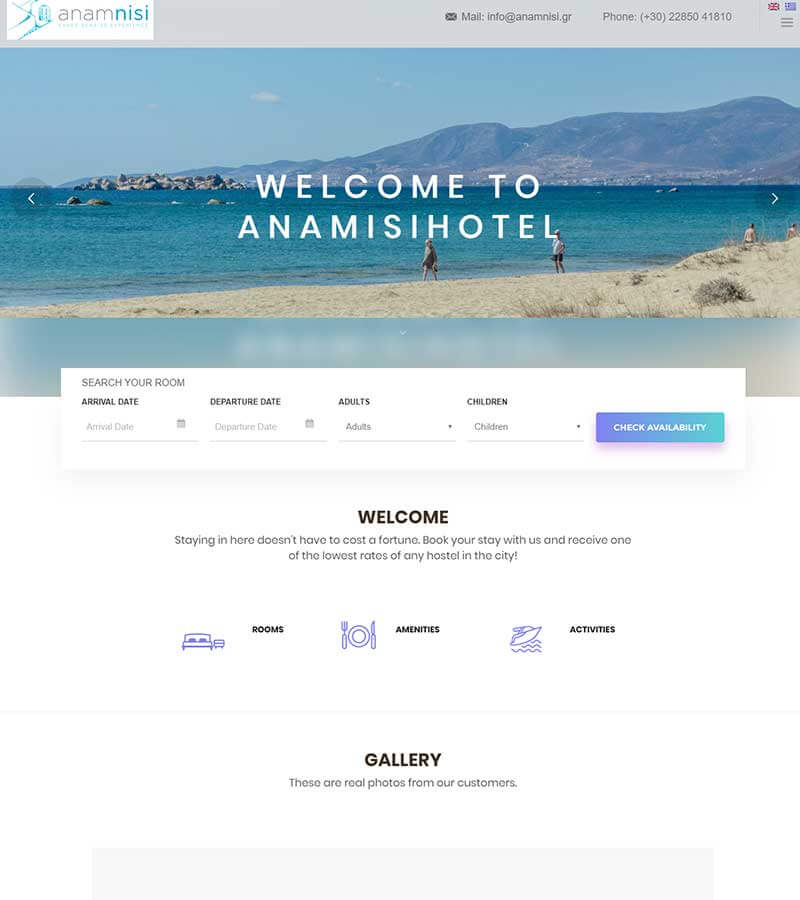 anamnisi
Mail: info@anamnisi.gr
Phone: (+30) 22850 41810
WELCOME TO
ANAMISIHOTEL
SEARCH YOUR ROOM
ARRIVAL DATE DEPARTURE DATE ADULTS CHILDREN
Arrival Date Departure Date Adults Children CHECK AVAILABILITY
WELCOME
Staying in here doesn't have to cost a fortune. Book your stay with us and receive one
of the lowest rates of any hostel in the city!
ROOMS AMENITIES ACTIVITIES
GALLERY
These are real photos from our customers.